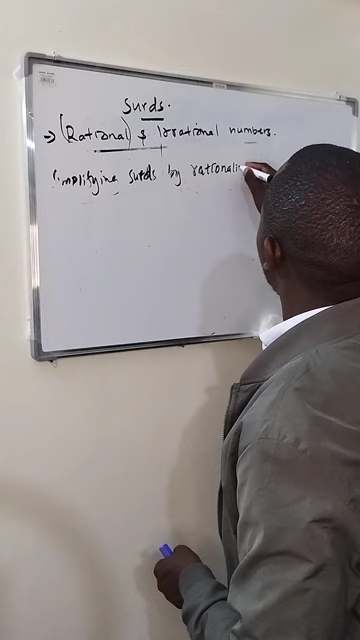 Surds.
→ (Rational) & Irrational numbers.
simplifying surds by rationali